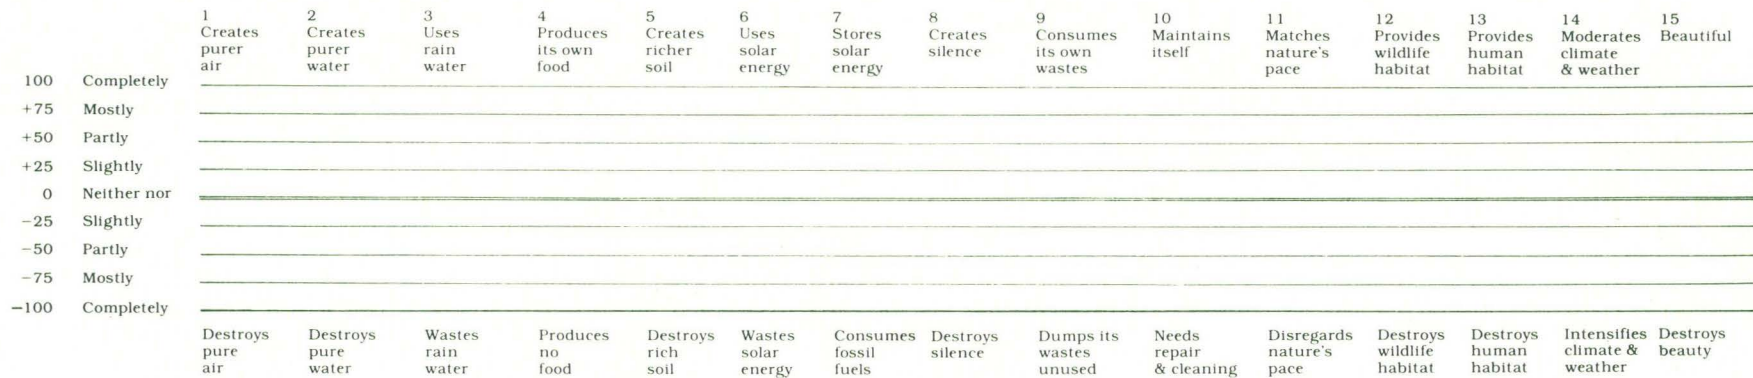 1 2 3 4 5 6 7 8 9 10 11 12 13 14 15
Creates Creates Uses Produces Creates Uses Stores Creates Consumes Maintains Matches Provides Provides Moderates Beautiful
purer purer rain its own richer solar solar silence its own itself nature's wildlife human climate
air water water food soil energy energy wastes pace habitat habitat & weather
100 Completely
+75 Mostly
+50 Partly
+25 Slightly
0 Neither nor
−25 Slightly
−50 Partly
−75 Mostly
−100 Completely
Destroys Destroys Wastes Produces Destroys Wastes Consumes Destroys Dumps its Needs Disregards Destroys Destroys Intensifies Destroys
pure pure rain no rich solar fossil silence wastes repair nature's wildlife human climate & beauty
air water water food soil energy fuels unused & cleaning pace habitat habitat weather